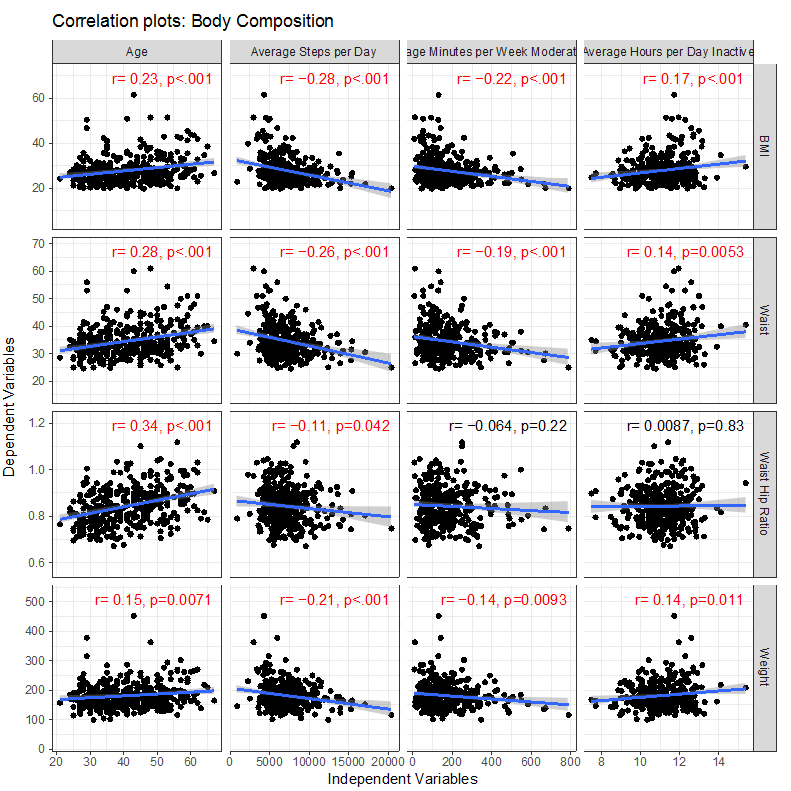 Correlation plots: Body Composition
Age
Average Steps per Day
age Minutes per Week Moderat
Average Hours per Day Inactive
r= 0.23, p<.001
r= −0.28, p<.001
r= −0.22, p<.001
r= 0.17, p<.001
60
40
20
BMI
r= 0.28, p<.001
r= −0.26, p<.001
r= −0.19, p<.001
r= 0.14, p=0.0053
70
60
50
40
30
20
Waist
Dependent Variables
r= 0.34, p<.001
r= −0.11, p=0.042
r= −0.064, p=0.22
r= 0.0087, p=0.83
1.2
1.0
0.8
0.6
Waist Hip Ratio
r= 0.15, p=0.0071
r= −0.21, p<.001
r= −0.14, p=0.0093
r= 0.14, p=0.011
500
400
300
200
100
0
Weight
20 30 40 50 60
0 5000 10000 15000 20000
0 200 400 600 800
8 10 12 14
Independent Variables